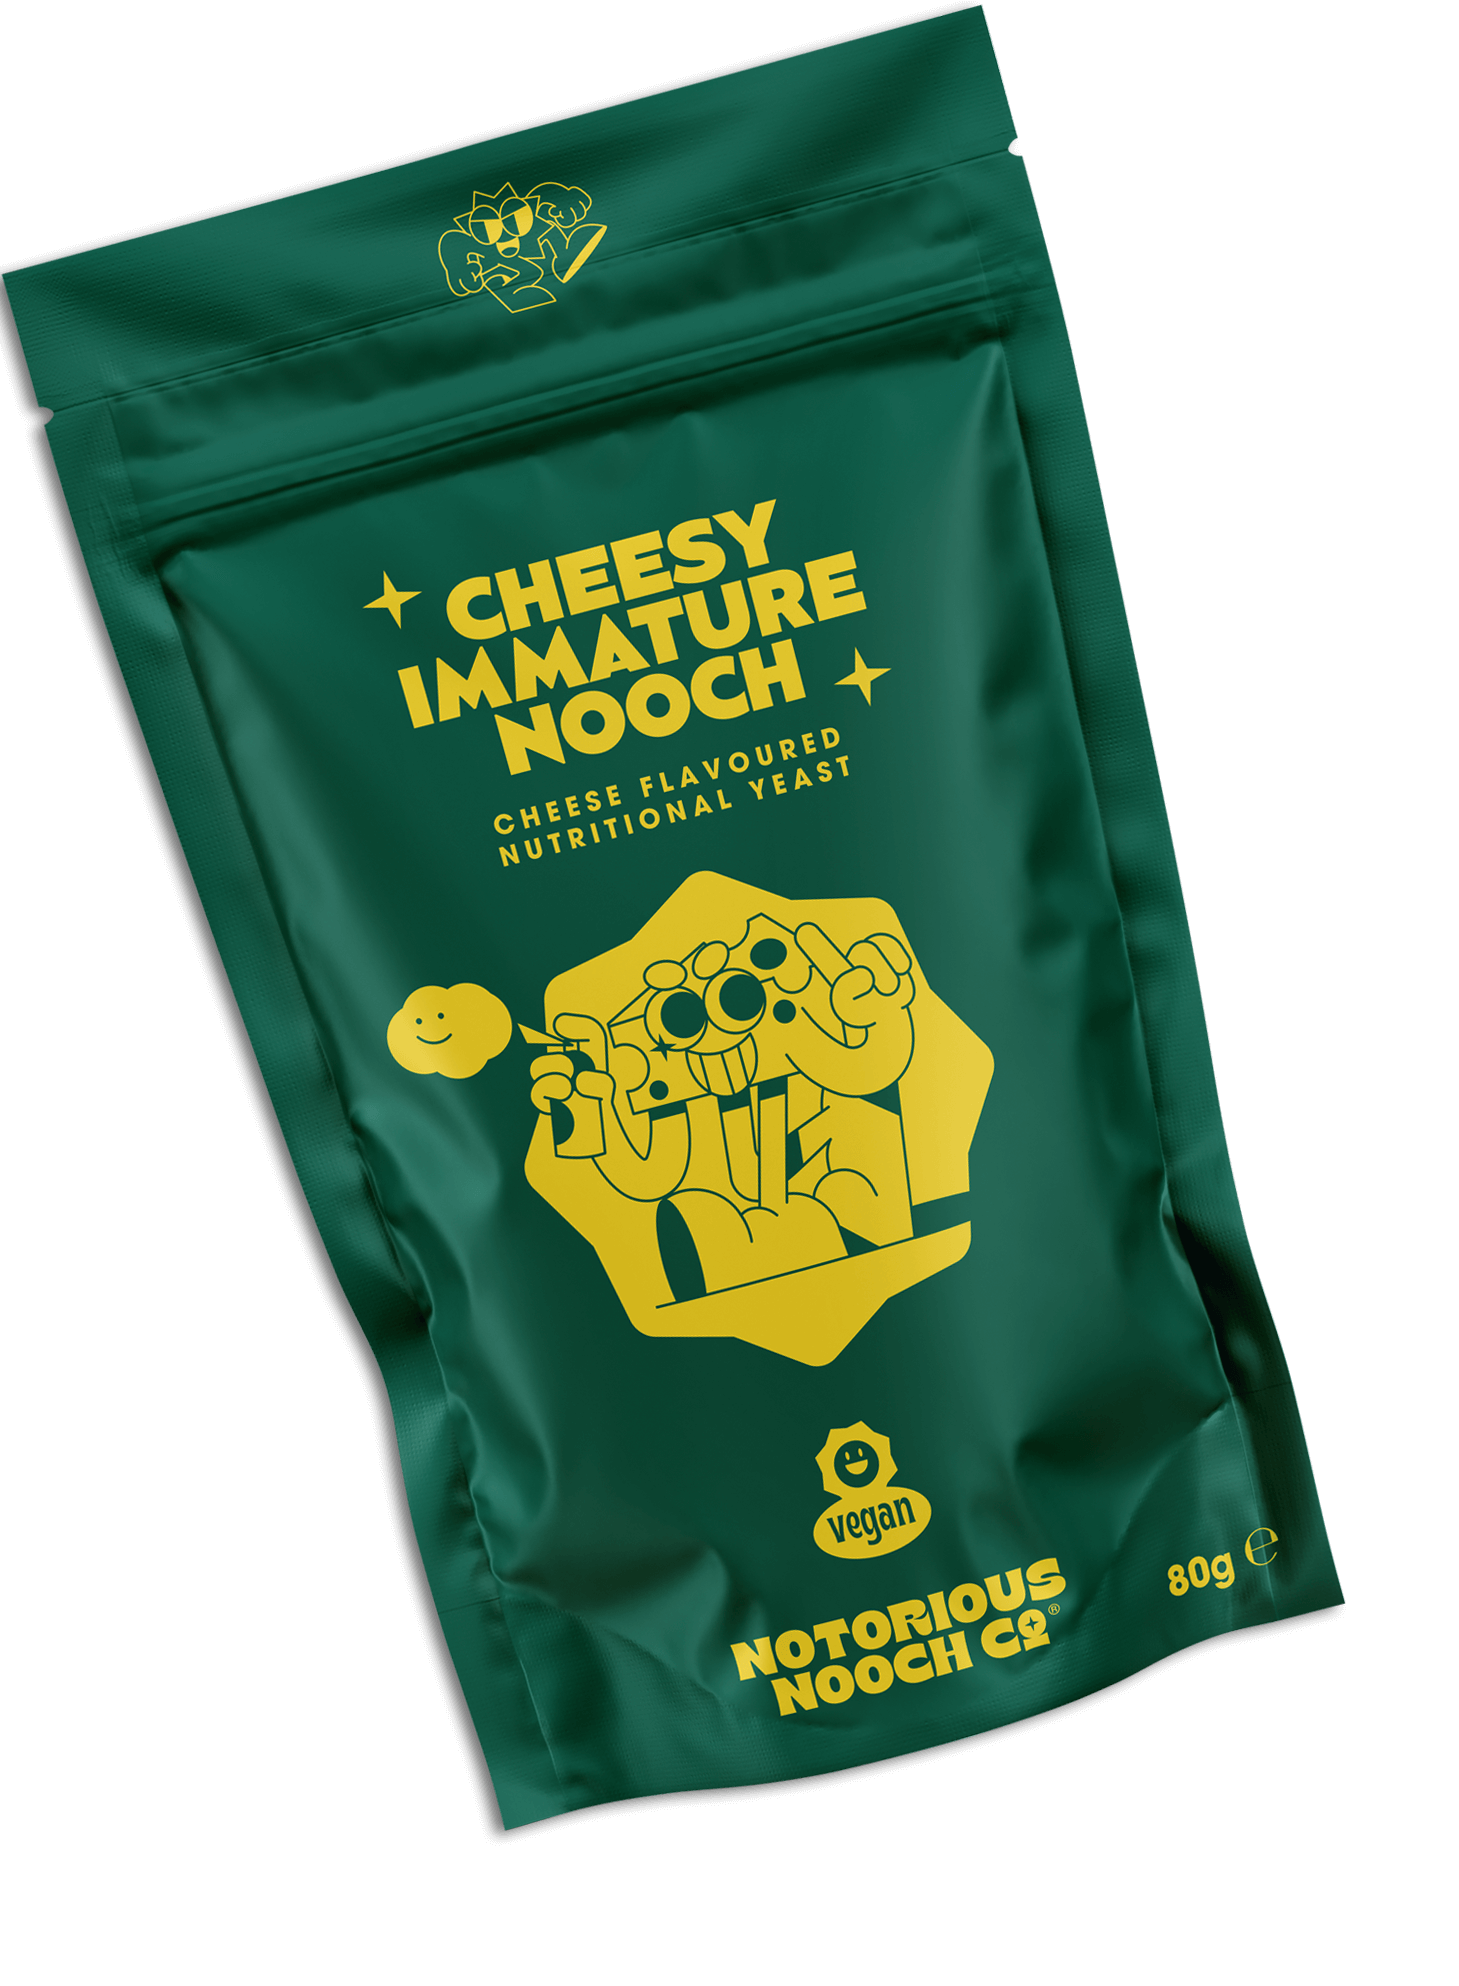 CHEESY
IMMATURE
NOOCH
CHEESE FLAVOURED
NUTRITIONAL YEAST
vegan
NOTORIOUS
NOOCH CO®
80g ℮